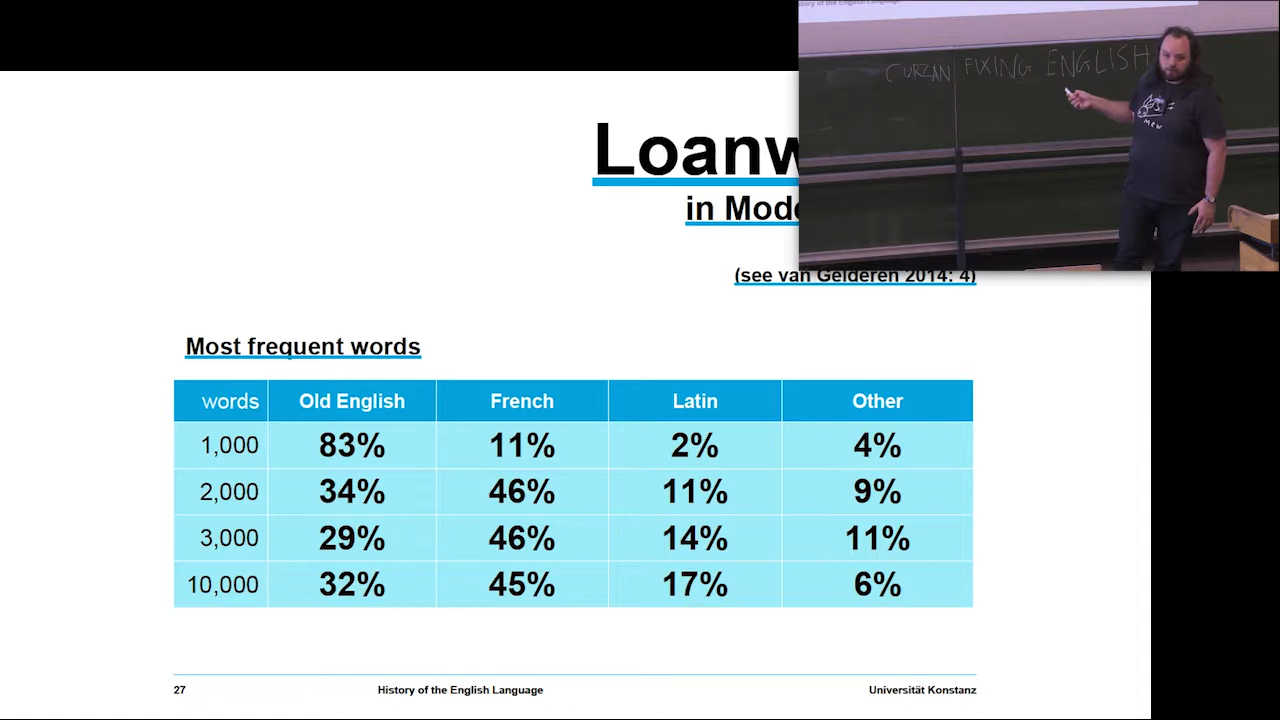 CURZAN FIXING ENGLISH
mew
in
(see van Gelderen 2014: 4)
Most frequent words
words Old English French Latin Other
1,000 83% 11% 2% 4%
2,000 34% 46% 11% 9%
3,000 29% 46% 14% 11%
10,000 32% 45% 17% 6%
27 History of the English Language Universität Konstanz